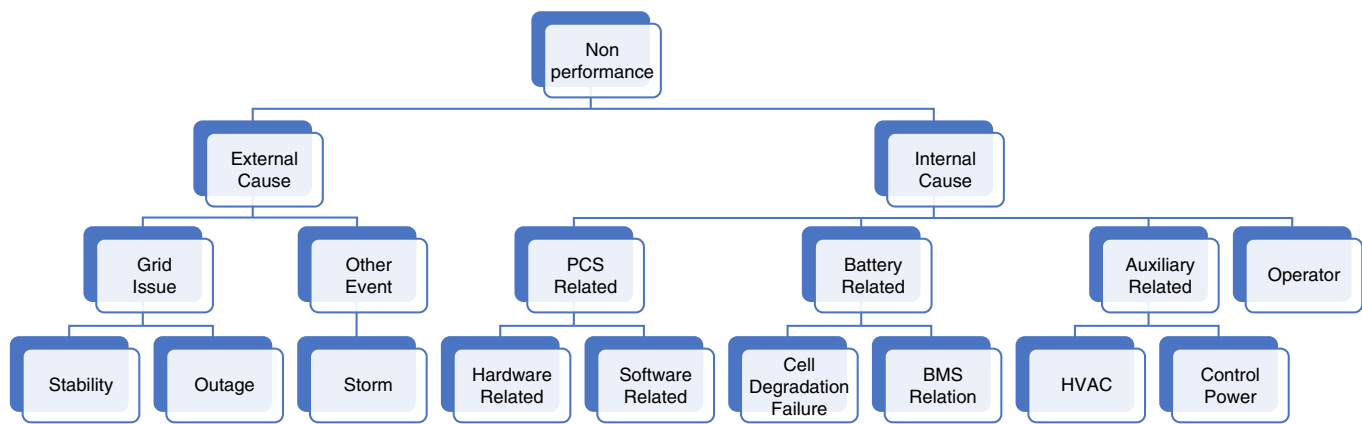 Non
performance
External
Cause
Internal
Cause
Grid
Issue
Other
Event
PCS
Related
Battery
Related
Auxiliary
Related
Operator
Stability
Outage
Storm
Hardware
Related
Software
Related
Cell
Degradation
Failure
BMS
Relation
HVAC
Control
Power